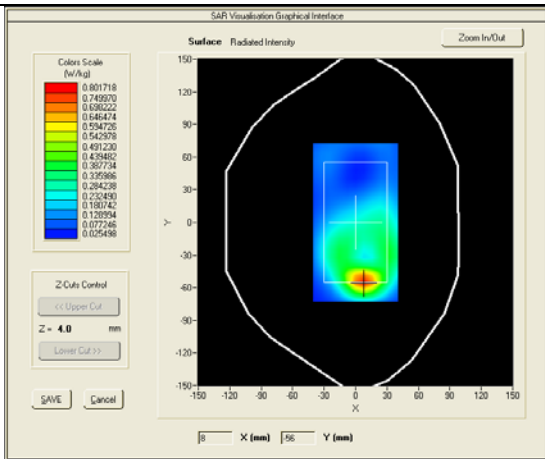 SAR Visualisation Graphical Interface
Surface Radiated Intensity
Zoom In/Out
Colors Scale
(W/kg)
0.801718
0.749970
0.698222
0.646474
0.594726
0.542978
0.491230
0.439482
0.387734
0.335986
0.284238
0.232490
0.180742
0.128994
0.077246
0.025498
Z-Cuts Control
<< Upper Cut
Z = 4.0 mm
Lower Cut >>
SAVE Cancel
150
120
90
60
30
0
-30
-60
-90
-120
-150
Y
-150 -120 -90 -60 -30 0 30 60 90 120 150
X
8 X (mm) -56 Y (mm)